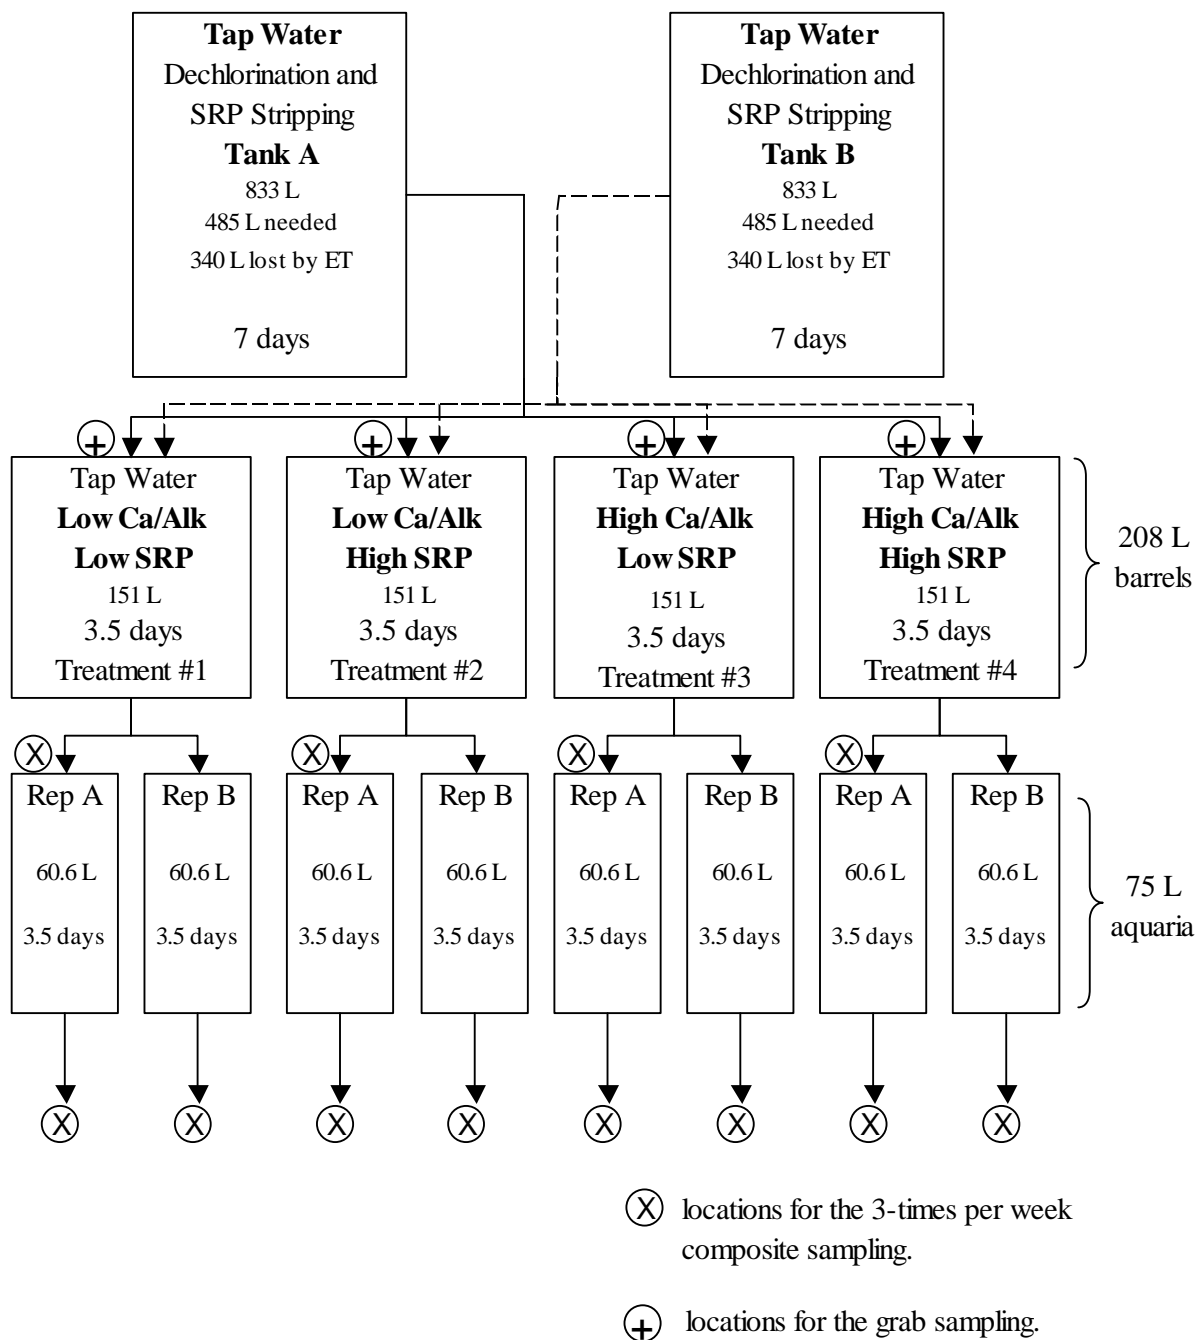 Tap Water
Dechlorination and
SRP Stripping
Tank A
833 L
485 L needed
340 L lost by ET
7 days
Tap Water
Dechlorination and
SRP Stripping
Tank B
833 L
485 L needed
340 L lost by ET
7 days
+
Tap Water
Low Ca/Alk
Low SRP
151 L
3.5 days
Treatment #1
+
Tap Water
Low Ca/Alk
High SRP
151 L
3.5 days
Treatment #2
+
Tap Water
High Ca/Alk
Low SRP
151 L
3.5 days
Treatment #3
+
Tap Water
High Ca/Alk
High SRP
151 L
3.5 days
Treatment #4
208 L
barrels
X
Rep A
60.6 L
3.5 days
Rep B
60.6 L
3.5 days
X
Rep A
60.6 L
3.5 days
Rep B
60.6 L
3.5 days
X
Rep A
60.6 L
3.5 days
Rep B
60.6 L
3.5 days
X
Rep A
60.6 L
3.5 days
Rep B
60.6 L
3.5 days
75 L
aquaria
X
X
X
X
X
X
X
X
X locations for the 3-times per week
composite sampling.
+ locations for the grab sampling.